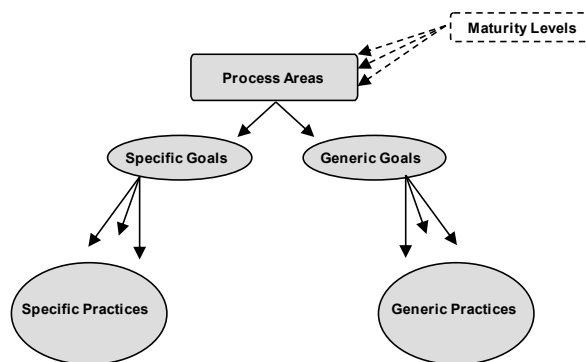 Maturity Levels
Process Areas
Specific Goals
Generic Goals
Specific Practices
Generic Practices